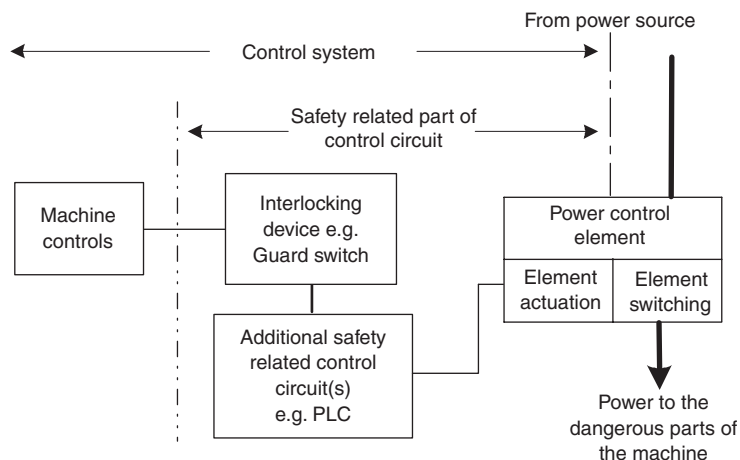 From power source
Control system
Safety related part of
control circuit
Machine
controls
Interlocking
device e.g.
Guard switch
Power control
element
Element
actuation
Element
switching
Additional safety
related control
circuit(s)
e.g. PLC
Power to the
dangerous parts of
the machine